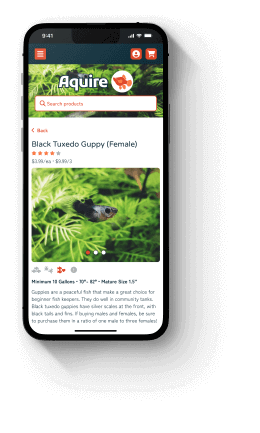 9:41
Aquire
Search products
Back
Black Tuxedo Guppy (Female)
$3.99/ea • $9.99/3
Minimum 10 Gallons • 70°- 82° • Mature Size 1.5"
Guppies are a peaceful fish that make a great choice for
beginner fish keepers. They do well in community tanks.
Black tuxedo guppies have silver scales at the front, with
black tails and fins. If buying males and females, be sure
to purchase them in a ratio of one male to three females!